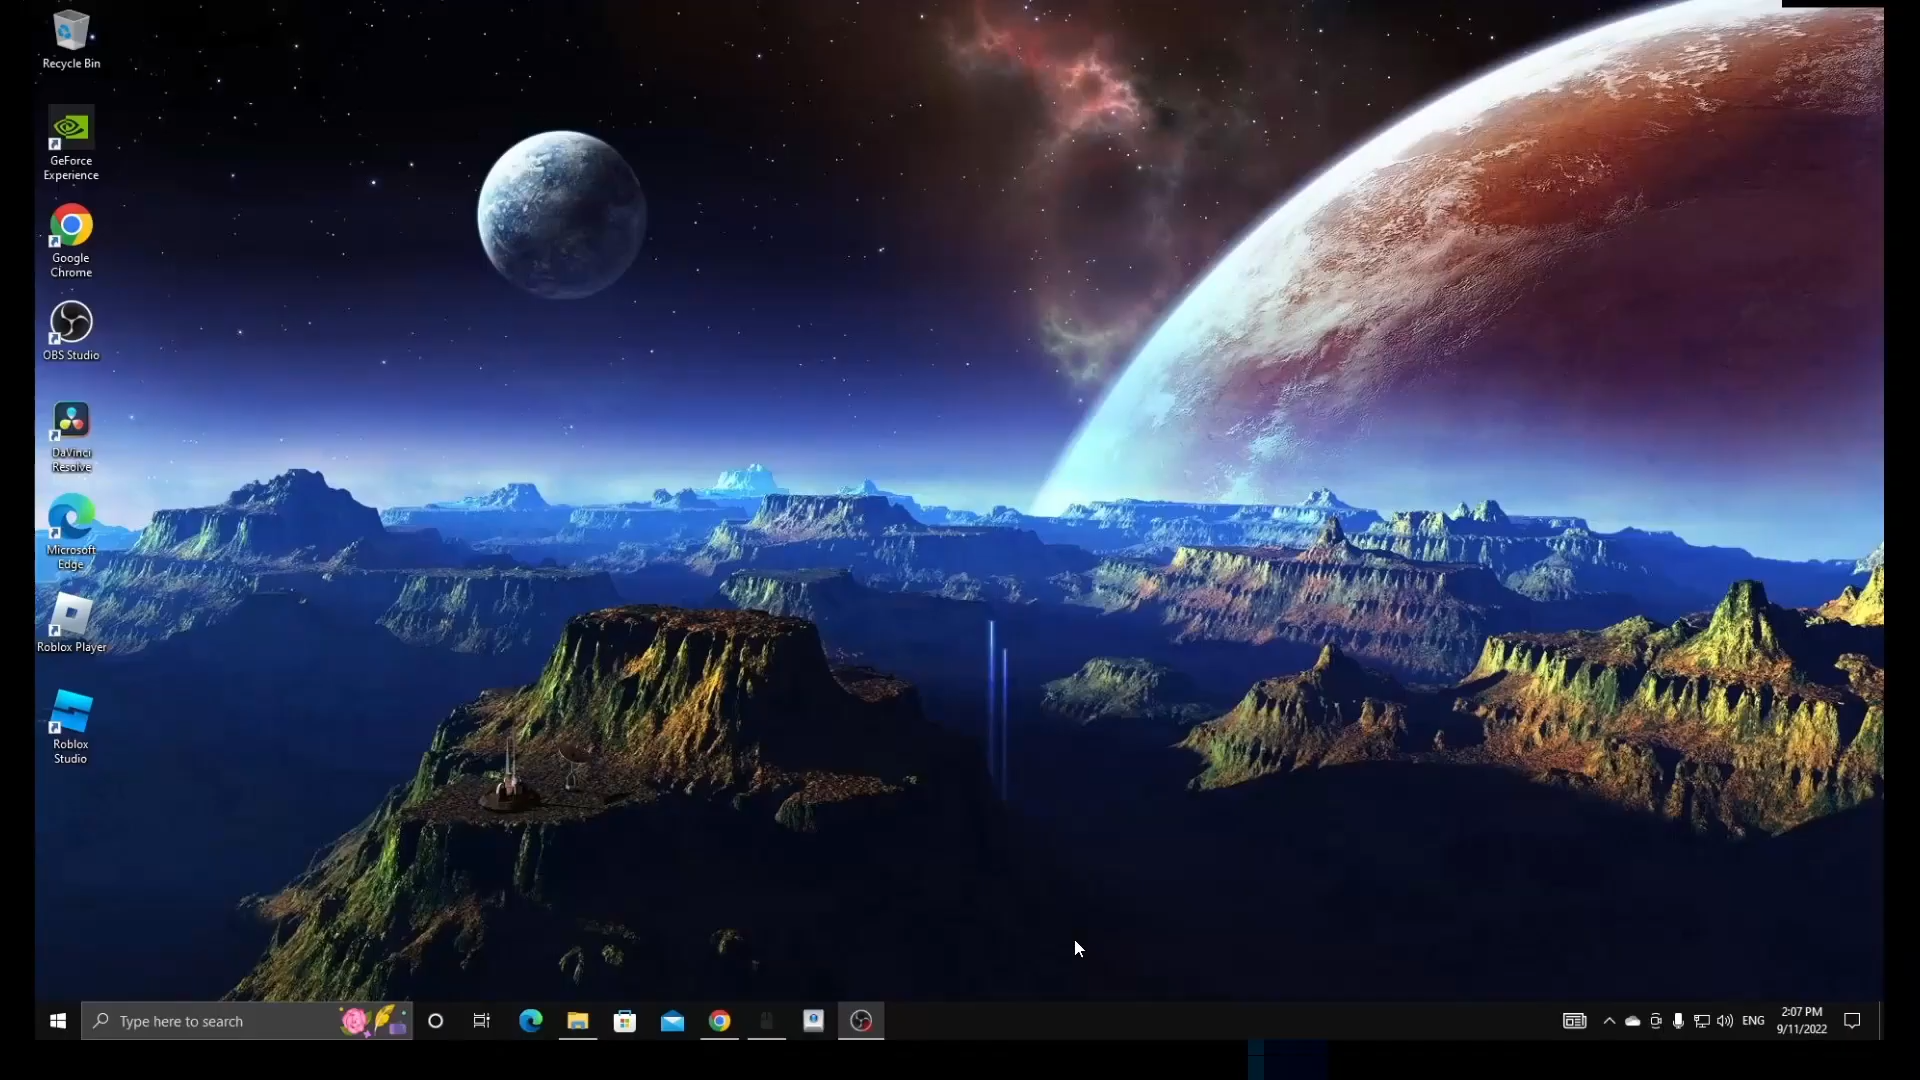 Recycle Bin
GeForce
Experience
Google
Chrome
OBS Studio
DaVinci
Resolve
Microsoft
Edge
Roblox Player
Roblox
Studio
Type here to search
ENG
2:07 PM
9/11/2022